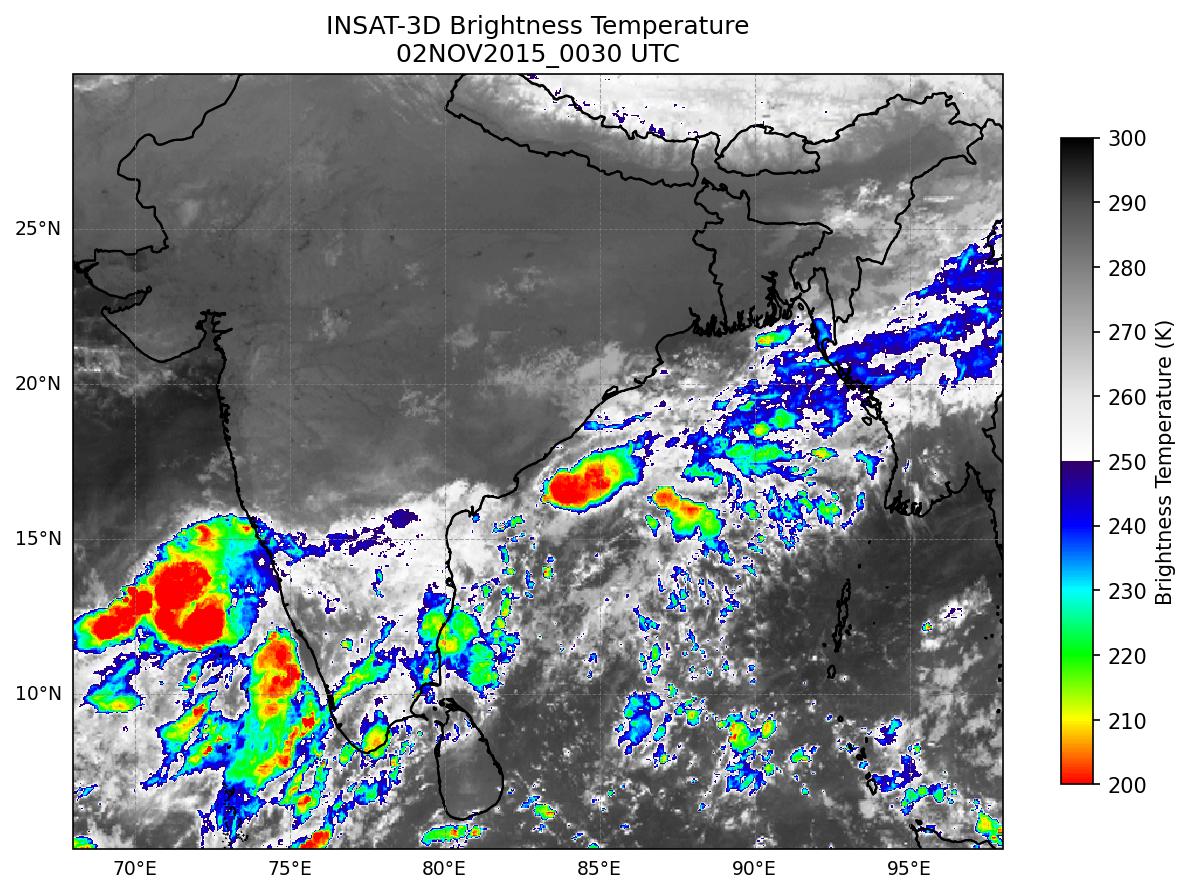 INSAT-3D Brightness Temperature
02NOV2015_0030 UTC
25°N
20°N
15°N
10°N
70°E
75°E
80°E
85°E
90°E
95°E
300
290
280
270
260
250
240
230
220
210
200
Brightness Temperature (K)